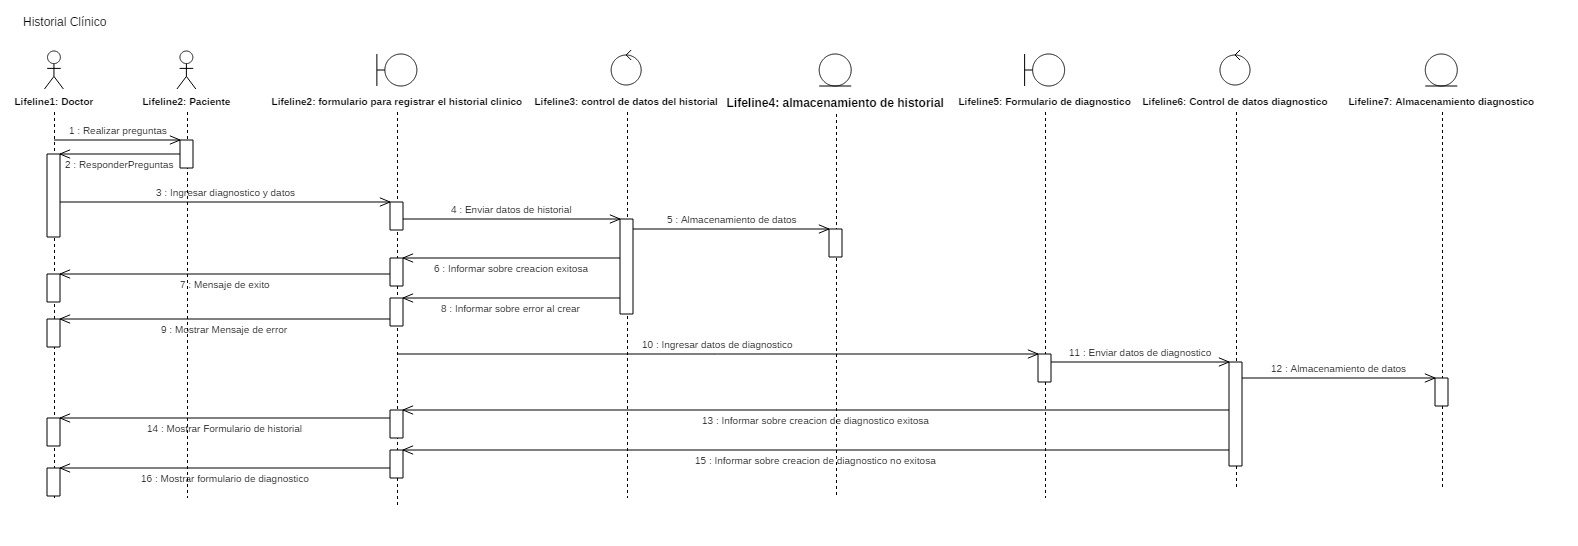 Historial Clínico
Lifeline1: Doctor
Lifeline2: Paciente
Lifeline2: formulario para registrar el historial clinico
Lifeline3: control de datos del historial
Lifeline4: almacenamiento de historial
Lifeline5: Formulario de diagnostico
Lifeline6: Control de datos diagnostico
Lifeline7: Almacenamiento diagnostico
1 : Realizar preguntas
2 : ResponderPreguntas
3 : Ingresar diagnostico y datos
4 : Enviar datos de historial
5 : Almacenamiento de datos
6 : Informar sobre creacion exitosa
7 : Mensaje de exito
8 : Informar sobre error al crear
9 : Mostrar Mensaje de error
10 : Ingresar datos de diagnostico
11 : Enviar datos de diagnostico
12 : Almacenamiento de datos
13 : Informar sobre creacion de diagnostico exitosa
14 : Mostrar Formulario de historial
15 : Informar sobre creacion de diagnostico no exitosa
16 : Mostrar formulario de diagnostico